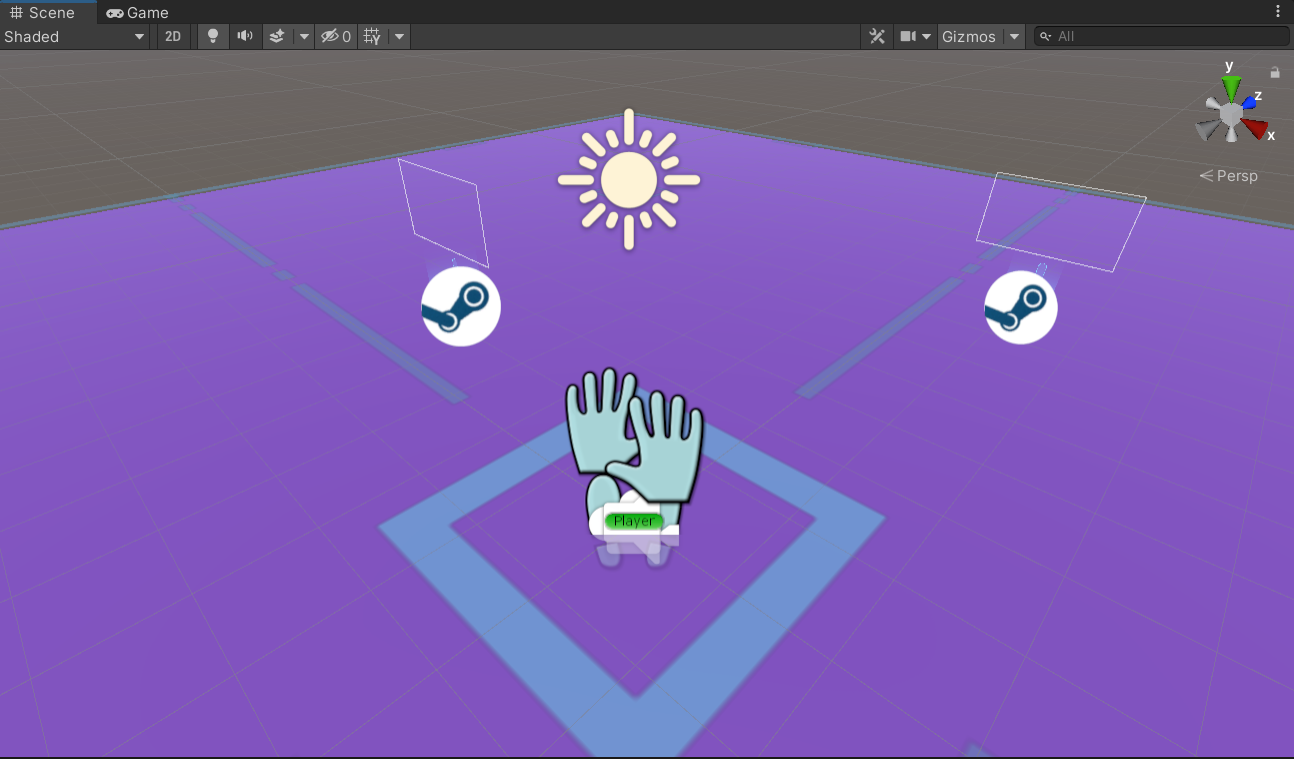 Scene Game
Shaded 2D 0 Gizmos All
y
z
x
Persp
Player